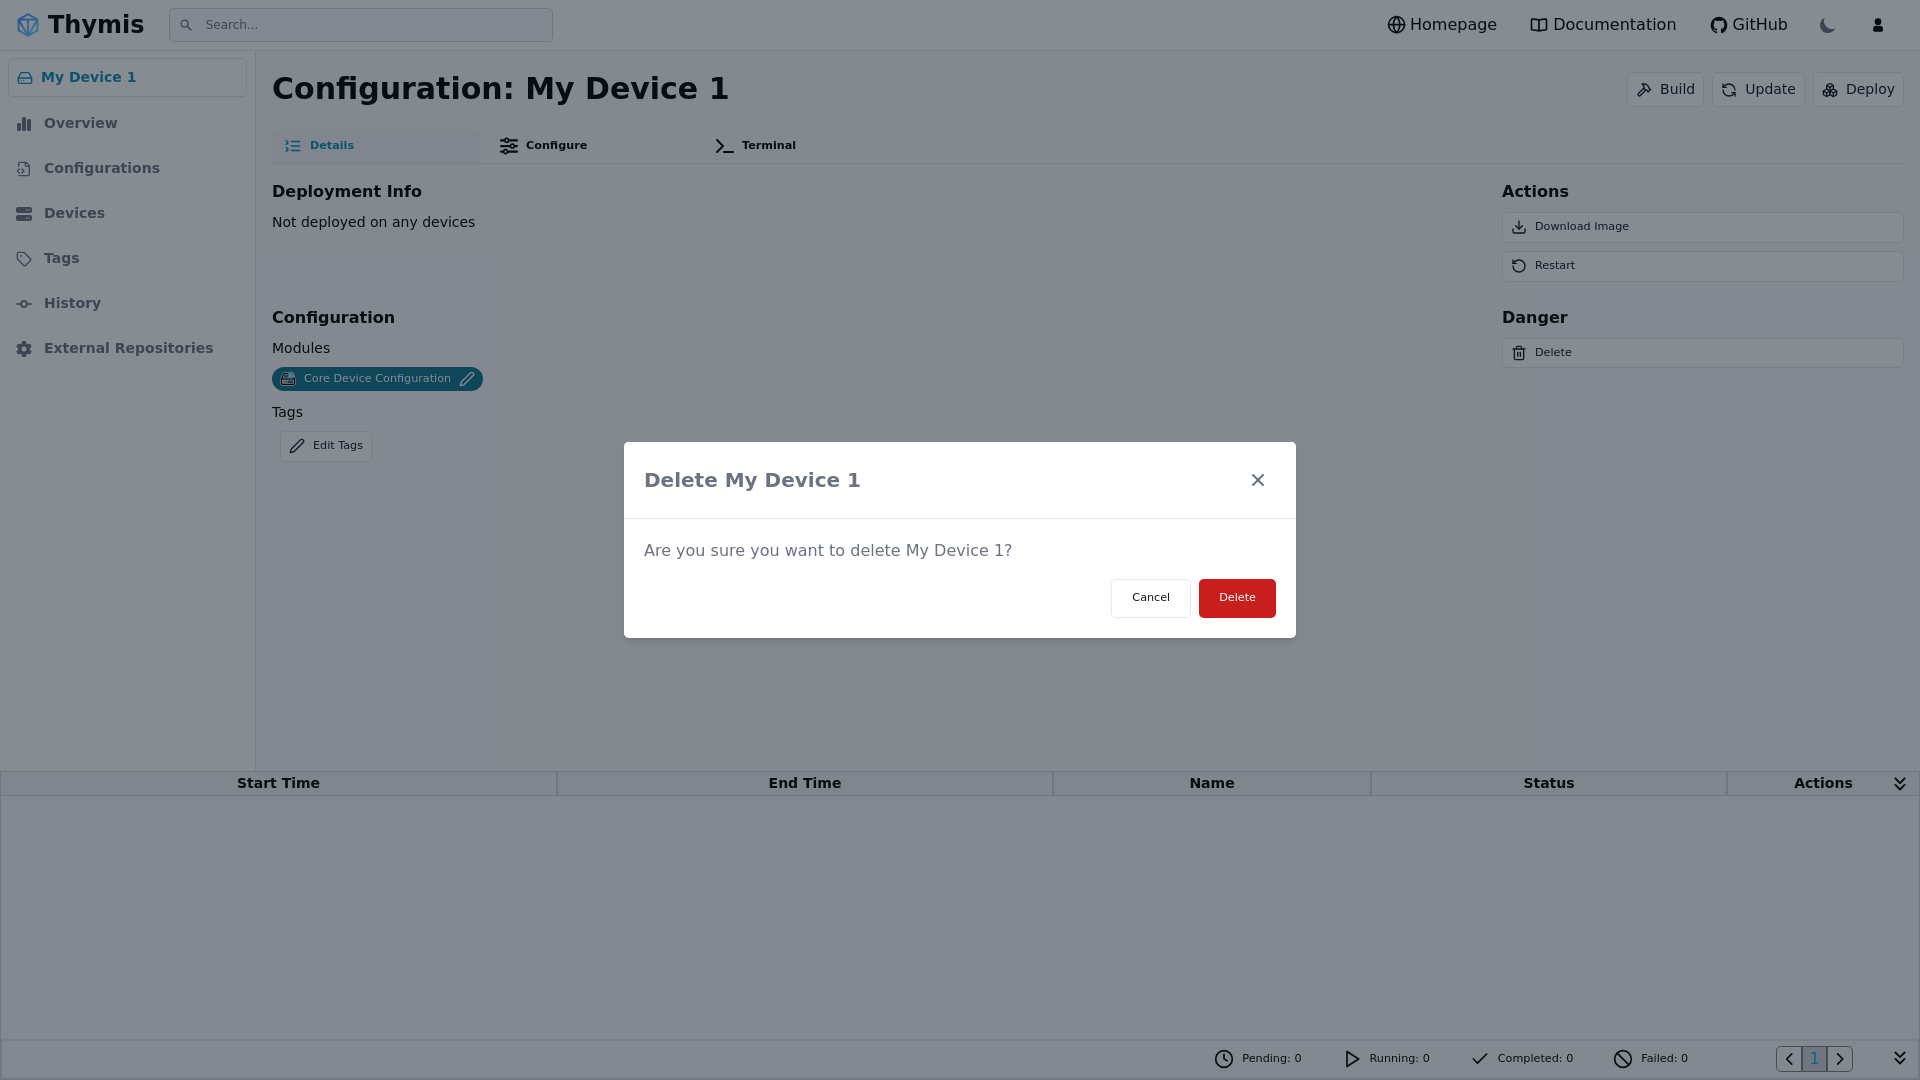 Thymis
Search...
Homepage
Documentation
GitHub
My Device 1
Overview
Configurations
Devices
Tags
History
External Repositories
Configuration: My Device 1
Build
Update
Deploy
Details
Configure
Terminal
Deployment Info
Not deployed on any devices
Actions
Download Image
Restart
Configuration
Modules
Core Device Configuration
Tags
Edit Tags
Danger
Delete
Delete My Device 1
Are you sure you want to delete My Device 1?
Cancel
Delete
Start Time
End Time
Name
Status
Actions
Pending: 0
Running: 0
Completed: 0
Failed: 0
1